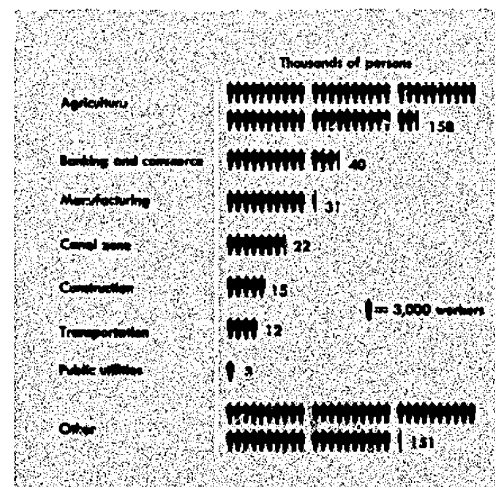 Thousands of persons
Agriculture
158
Banking and commerce 40
Manufacturing 31
Canal zone 22
Construction 15
= 3,000 workers
Transportation 12
Public utilities 3
Other
151